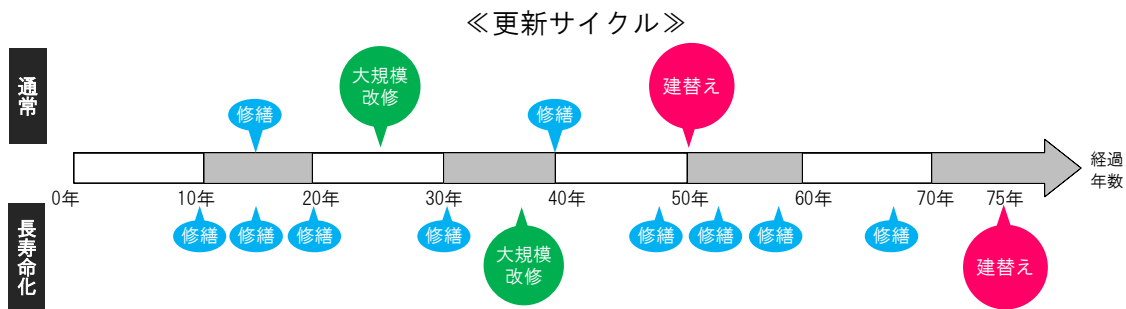 ≪更新サイクル≫
通常
修繕
大規模
改修
修繕
建替え
経過
年数
0年
10年
20年
30年
40年
50年
60年
70年
75年
長寿命化
修繕
修繕
修繕
修繕
大規模
改修
修繕
修繕
修繕
修繕
建替え